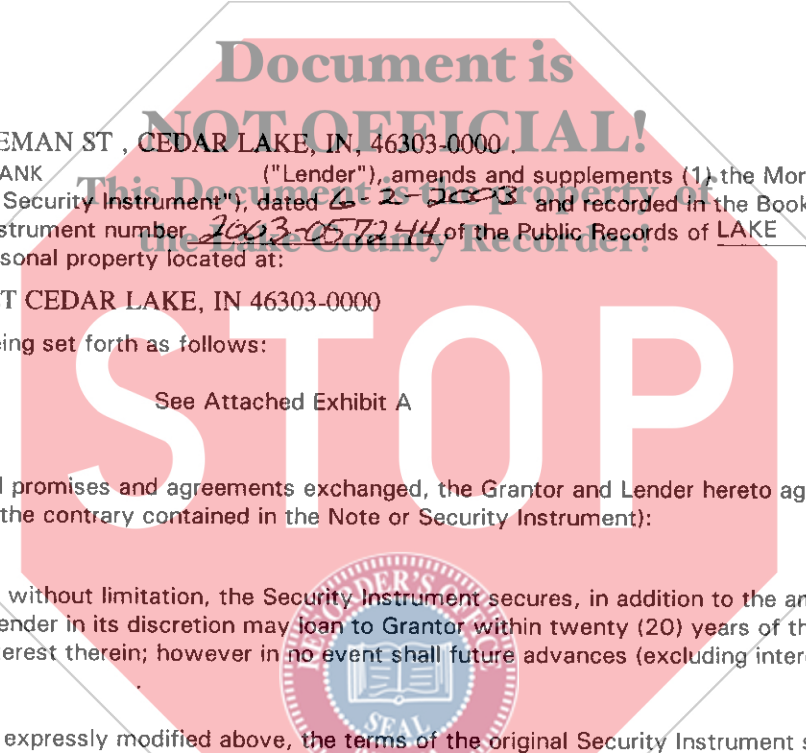 Document is
NOT OFFICIAL!
EMAN ST , CEDAR LAKE, IN, 46303-0000 .
ANK ("Lender"), amends and supplements (1) the Mor
This Document is the property of
Security Instrument"), dated 6-2-2003 and recorded in the Book
strument number 2003-057244 of the Public Records of LAKE
the Lake County Recorder!
sonal property located at:
T CEDAR LAKE, IN 46303-0000
ing set forth as follows:
STOP
See Attached Exhibit A
promises and agreements exchanged, the Grantor and Lender hereto ag
the contrary contained in the Note or Security Instrument):
without limitation, the Security Instrument secures, in addition to the
ender in its discretion may loan to Grantor within twenty (20) years of th
erest therein; however in no event shall future advances (excluding inter
SEAL
expressly modified above, the terms of the original Security Instrument s